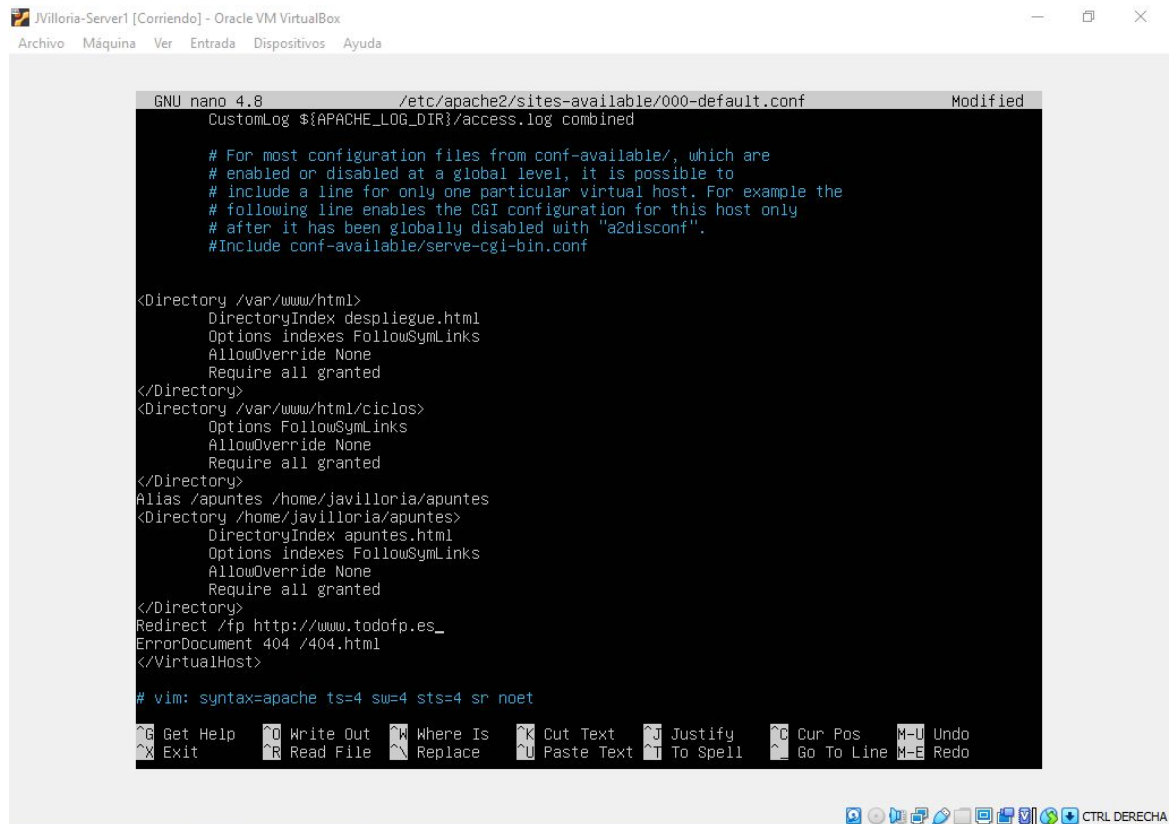 JVilloria-Server1 [Corriendo] - Oracle VM VirtualBox
Archivo Máquina Ver Entrada Dispositivos Ayuda
GNU nano 4.8 /etc/apache2/sites-available/000-default.conf Modified
CustomLog ${APACHE_LOG_DIR}/access.log combined
# For most configuration files from conf-available/, which are
# enabled or disabled at a global level, it is possible to
# include a line for only one particular virtual host. For example the
# following line enables the CGI configuration for this host only
# after it has been globally disabled with "a2disconf".
#Include conf-available/serve-cgi-bin.conf
<Directory /var/www/html>
DirectoryIndex despliegue.html
Options indexes FollowSymLinks
AllowOverride None
Require all granted
</Directory>
<Directory /var/www/html/ciclos>
Options FollowSymLinks
AllowOverride None
Require all granted
</Directory>
Alias /apuntes /home/javilloria/apuntes
<Directory /home/javilloria/apuntes>
DirectoryIndex apuntes.html
Options indexes FollowSymLinks
AllowOverride None
Require all granted
</Directory>
Redirect /fp http://www.todofp.es_
ErrorDocument 404 /404.html
</VirtualHost>
# vim: syntax=apache ts=4 sw=4 sts=4 sr noet
^G Get Help ^O Write Out ^W Where Is ^K Cut Text ^J Justify ^C Cur Pos M-U Undo
^X Exit ^R Read File ^\ Replace ^U Paste Text ^T To Spell ^_ Go To Line M-E Redo
CTRL DERECHA